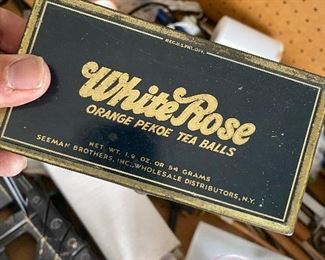 REG.U.S.PAT.OFF.
White Rose
ORANGE PEKOE TEA BALLS
NET WT. 1.9 OZ. OR 54 GRAMS
SEEMAN BROTHERS, INC., WHOLESALE DISTRIBUTORS, N.Y.